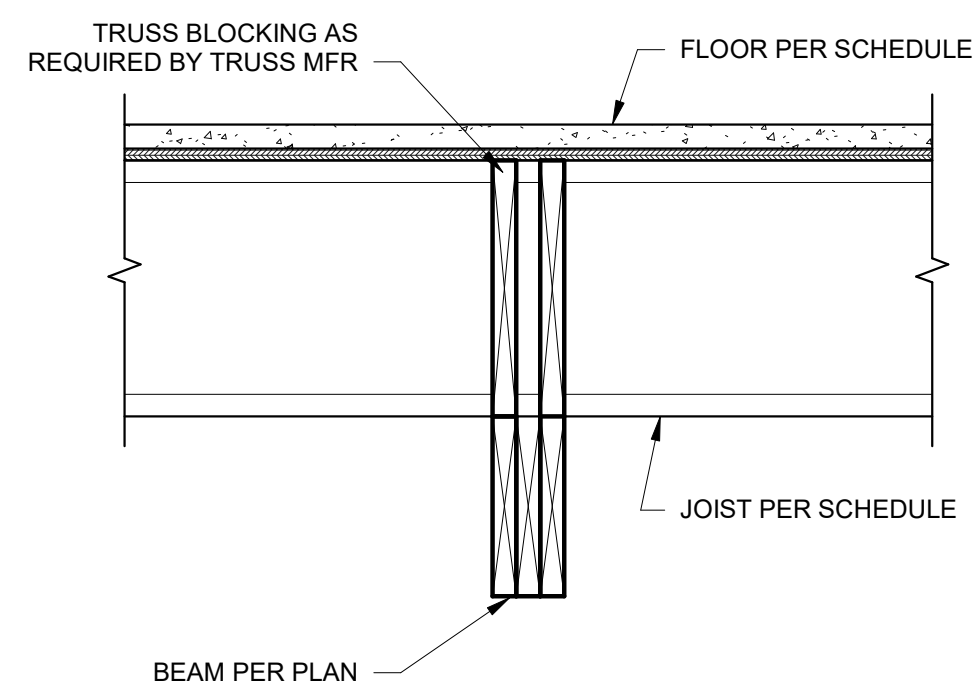 TRUSS BLOCKING AS
REQUIRED BY TRUSS MFR
FLOOR PER SCHEDULE
JOIST PER SCHEDULE
BEAM PER PLAN